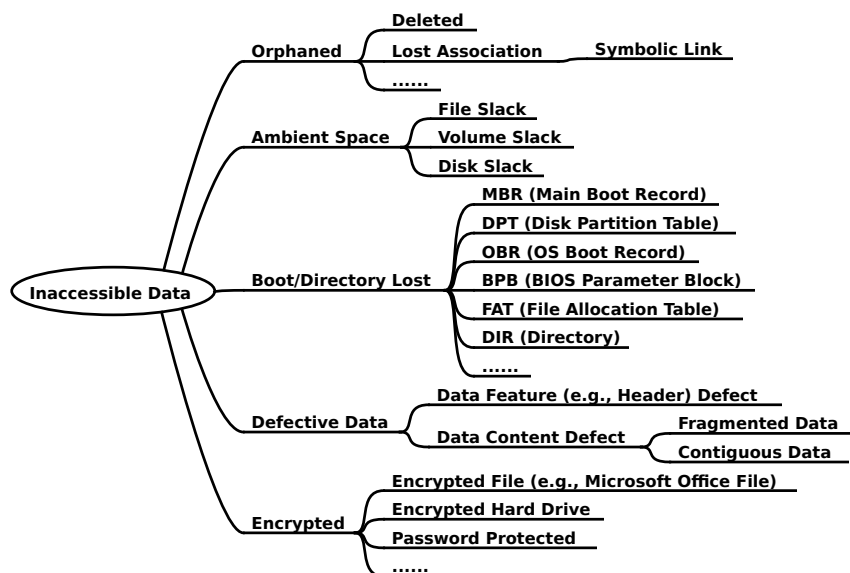 Inaccessible Data
Orphaned
Deleted
Lost Association
Symbolic Link
......
Ambient Space
File Slack
Volume Slack
Disk Slack
Boot/Directory Lost
MBR (Main Boot Record)
DPT (Disk Partition Table)
OBR (OS Boot Record)
BPB (BIOS Parameter Block)
FAT (File Allocation Table)
DIR (Directory)
......
Defective Data
Data Feature (e.g., Header) Defect
Data Content Defect
Fragmented Data
Contiguous Data
Encrypted
Encrypted File (e.g., Microsoft Office File)
Encrypted Hard Drive
Password Protected
......